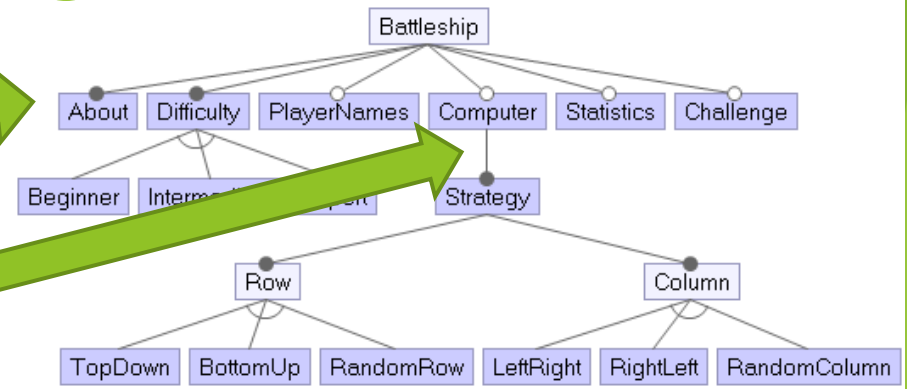 Battleship
About Difficulty PlayerNames Computer Statistics Challenge
Beginner Strategy
Row Column
TopDown BottomUp RandomRow LeftRight RightLeft RandomColumn